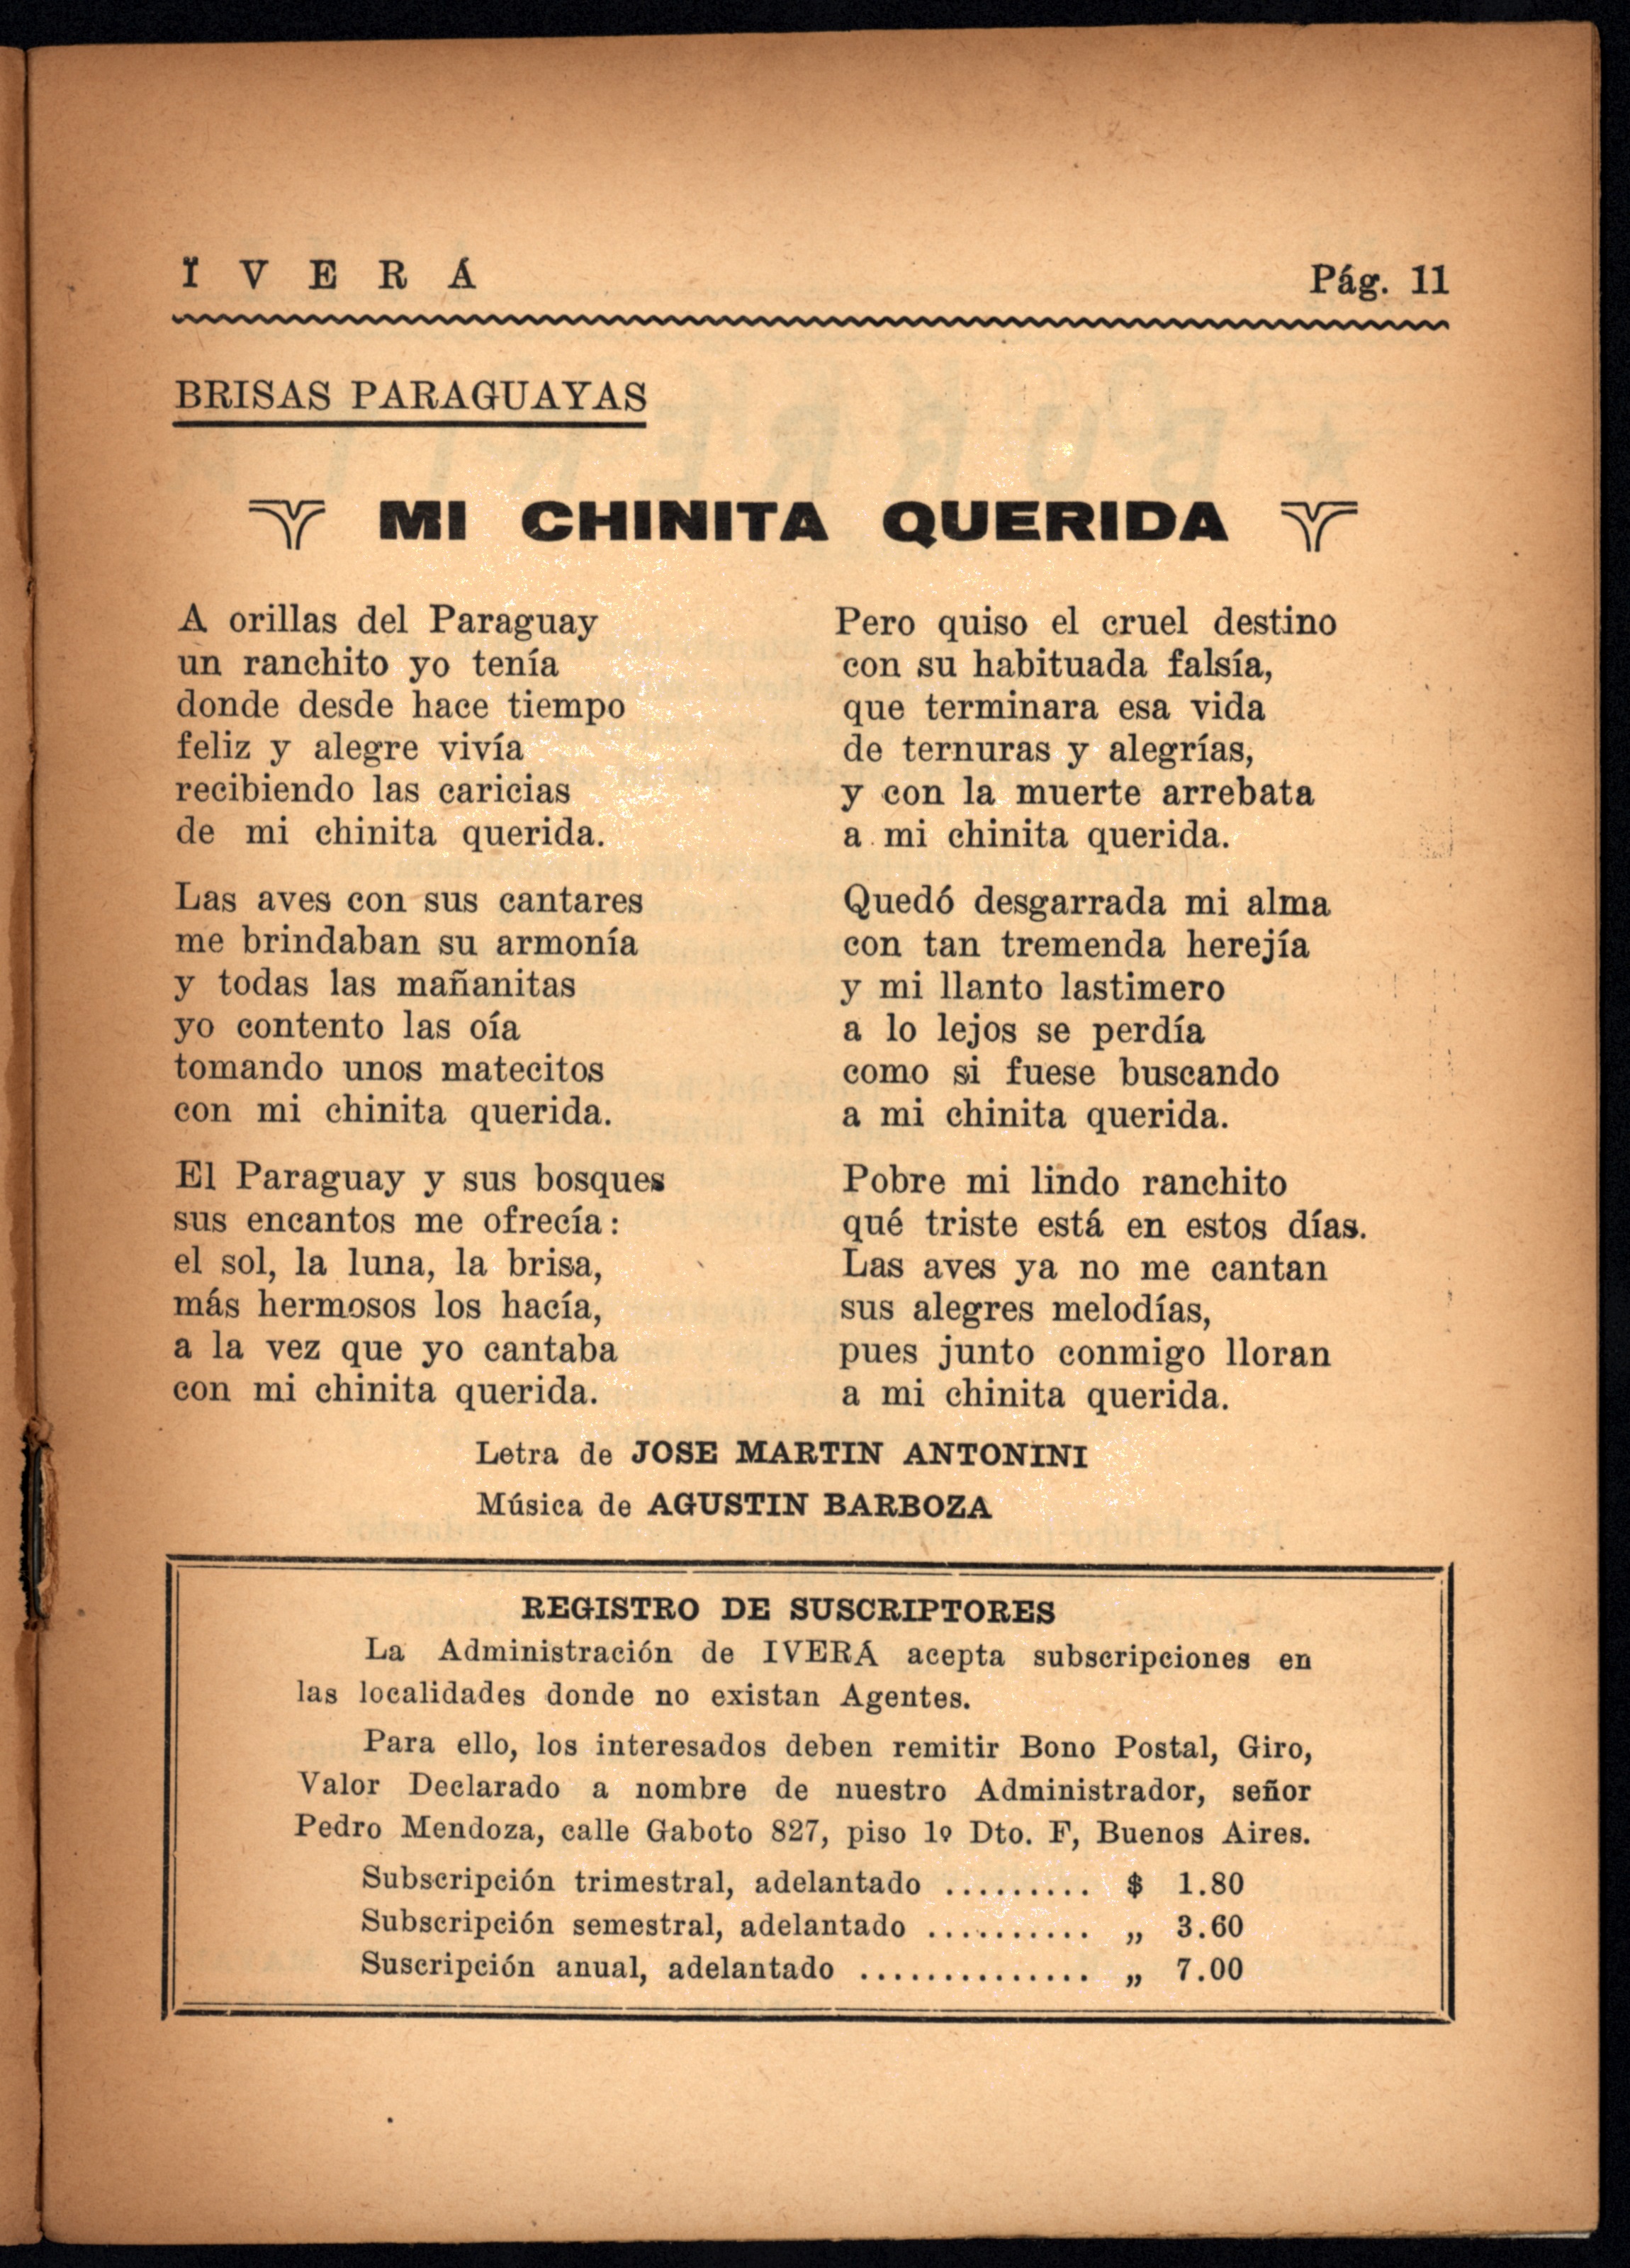 Ï V E R Á
Pág. 11
BRISAS PARAGUAYAS
MI CHINITA QUERIDA
A orillas del Paraguay
un ranchito yo tenía
donde desde hace tiempo
feliz y alegre vivía
recibiendo las caricias
de mi chinita querida.
Las aves con sus cantares
me brindaban su armonía
y todas las mañanitas
yo contento las oía
tomando unos matecitos
con mi chinita querida.
El Paraguay y sus bosques
sus encantos me ofrecía:
el sol, la luna, la brisa,
más hermosos los hacía,
a la vez que yo cantaba
con mi chinita querida.
Pero quiso el cruel destino
con su habituada falsía,
que terminara esa vida
de ternuras y alegrías,
y con la muerte arrebata
a mi chinita querida.
Quedó desgarrada mi alma
con tan tremenda herejía
y mi llanto lastimero
a lo lejos se perdía
como si fuese buscando
a mi chinita querida.
Pobre mi lindo ranchito
qué triste está en estos días.
Las aves ya no me cantan
sus alegres melodías,
pues junto conmigo lloran
a mi chinita querida.
Letra de JOSE MARTIN ANTONINI
Música de AGUSTIN BARBOZA
REGISTRO DE SUSCRIPTORES
La Administración de IVERÁ acepta subscripciones en
las localidades donde no existan Agentes.
Para ello, los interesados deben remitir Bono Postal, Giro,
Valor Declarado a nombre de nuestro Administrador, señor
Pedro Mendoza, calle Gaboto 827, piso 1º Dto. F, Buenos Aires.
Subscripción trimestral, adelantado ......... $ 1.80
Subscripción semestral, adelantado .......... „ 3.60
Suscripción anual, adelantado .............. „ 7.00